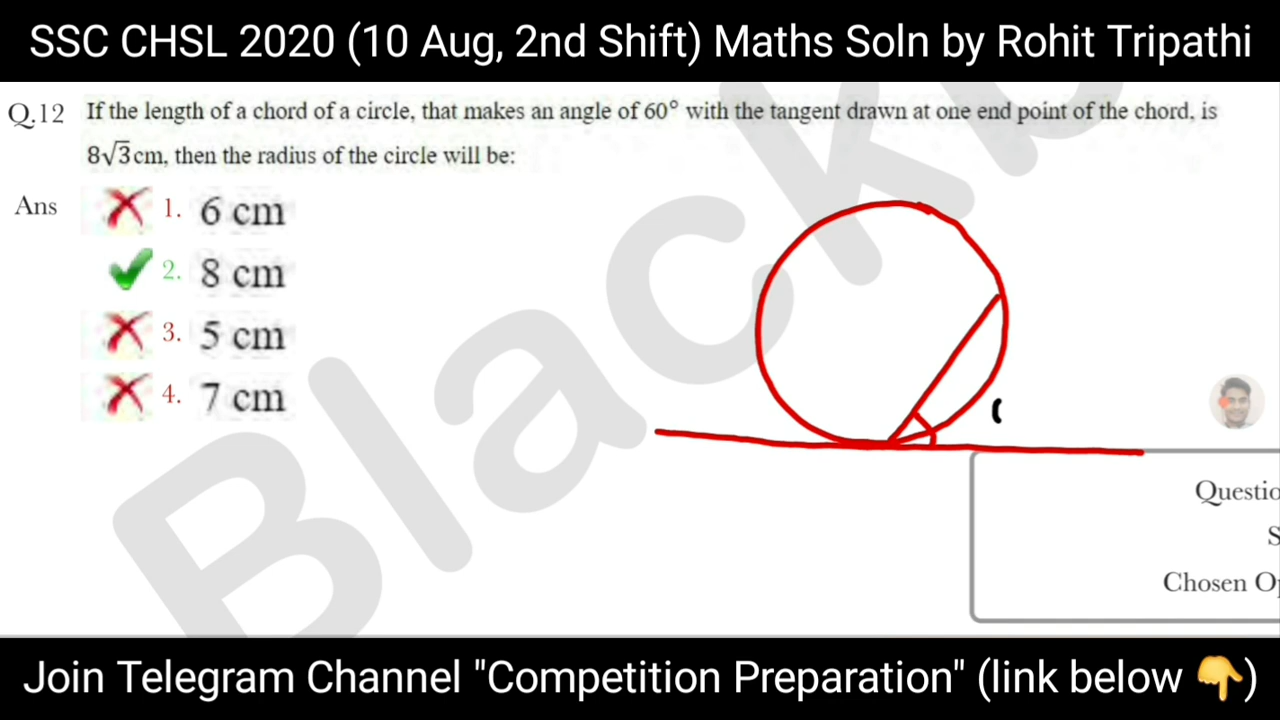 SSC CHSL 2020 (10 Aug, 2nd Shift) Maths Soln by Rohit Tripathi
Q.12 If the length of a chord of a circle, that makes an angle of 60° with the tangent drawn at one end point of the chord, is
8√3cm, then the radius of the circle will be:
Ans 1. 6 cm
2. 8 cm
3. 5 cm
4. 7 cm
Black
Chosen
Join Telegram Channel "Competition Preparation" (link below 👇)